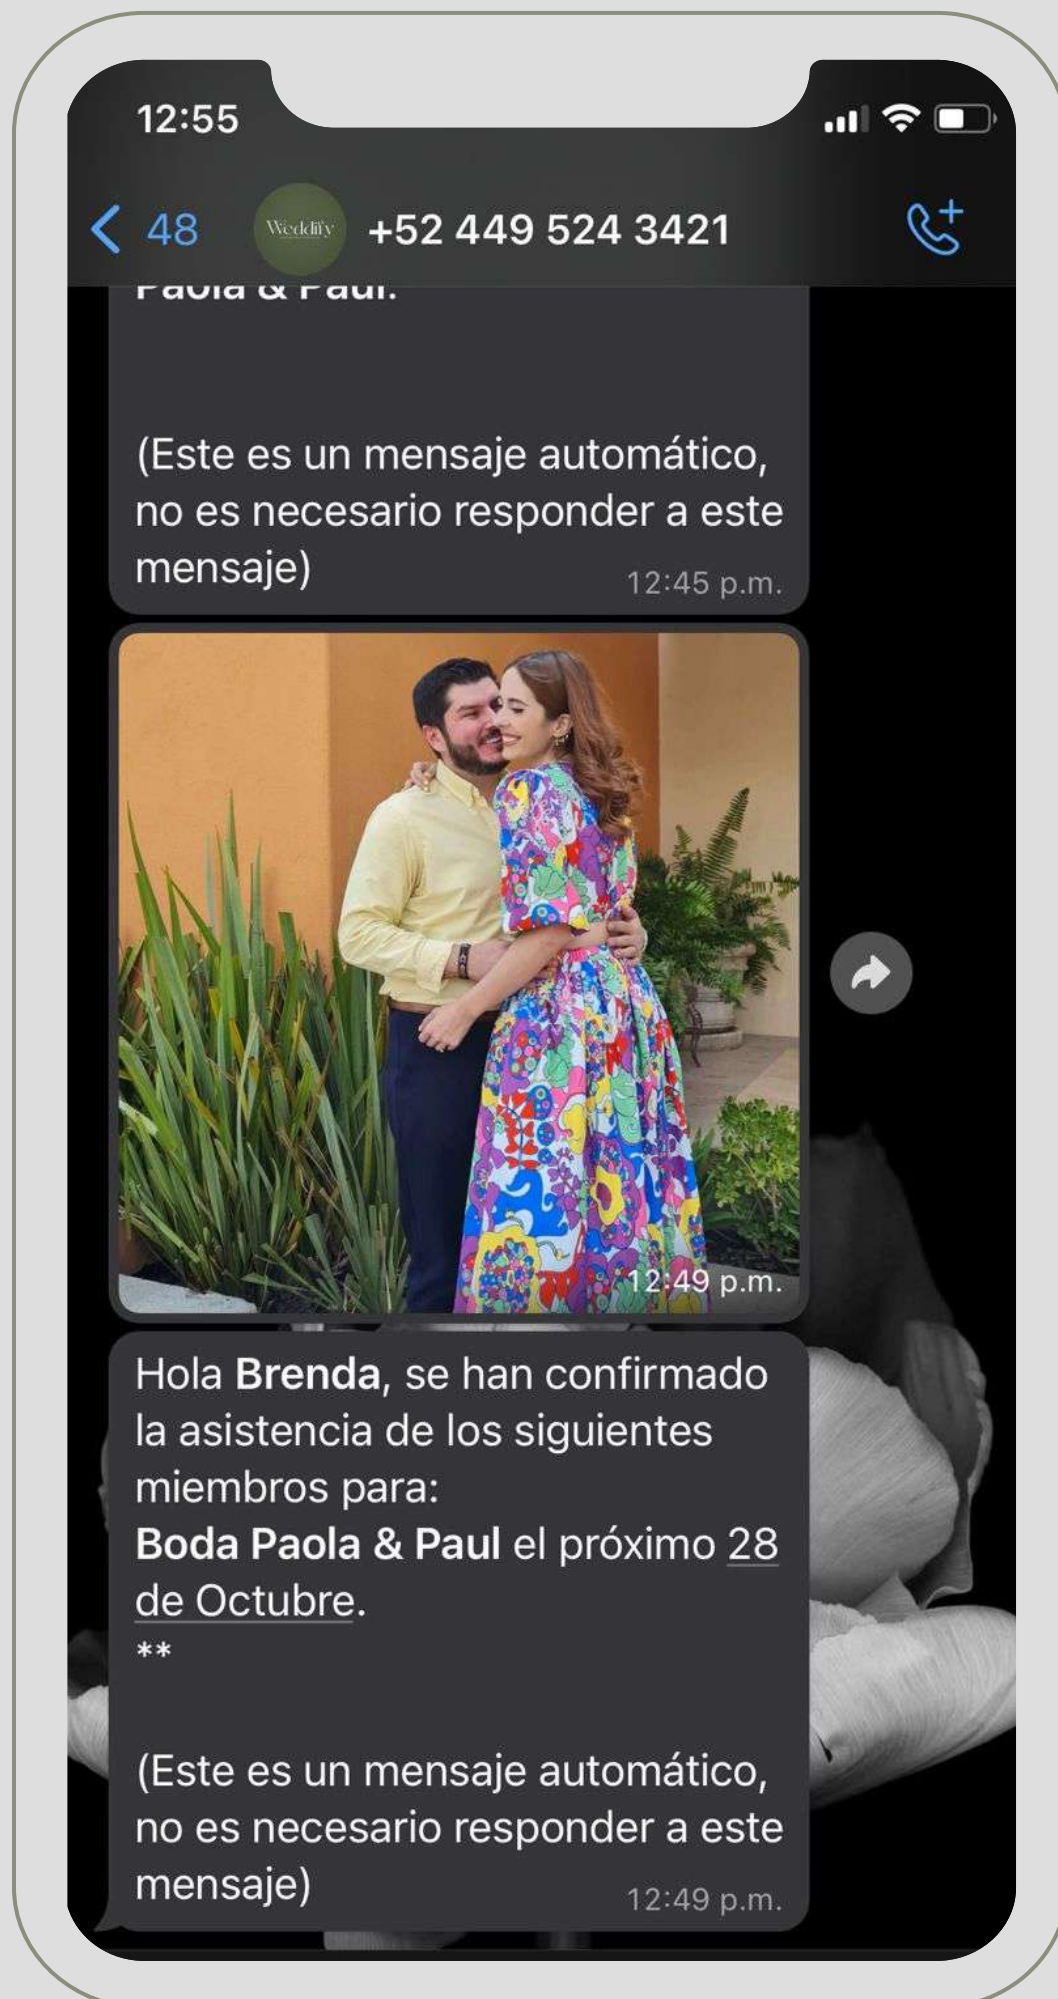 12:55
48
Weddify
+52 449 524 3421
Paola & Paul.
(Este es un mensaje automático,
no es necesario responder a este
mensaje)
12:45 p.m.
12:49 p.m.
Hola Brenda, se han confirmado
la asistencia de los siguientes
miembros para:
Boda Paola & Paul el próximo 28
de Octubre.
**
(Este es un mensaje automático,
no es necesario responder a este
mensaje)
12:49 p.m.